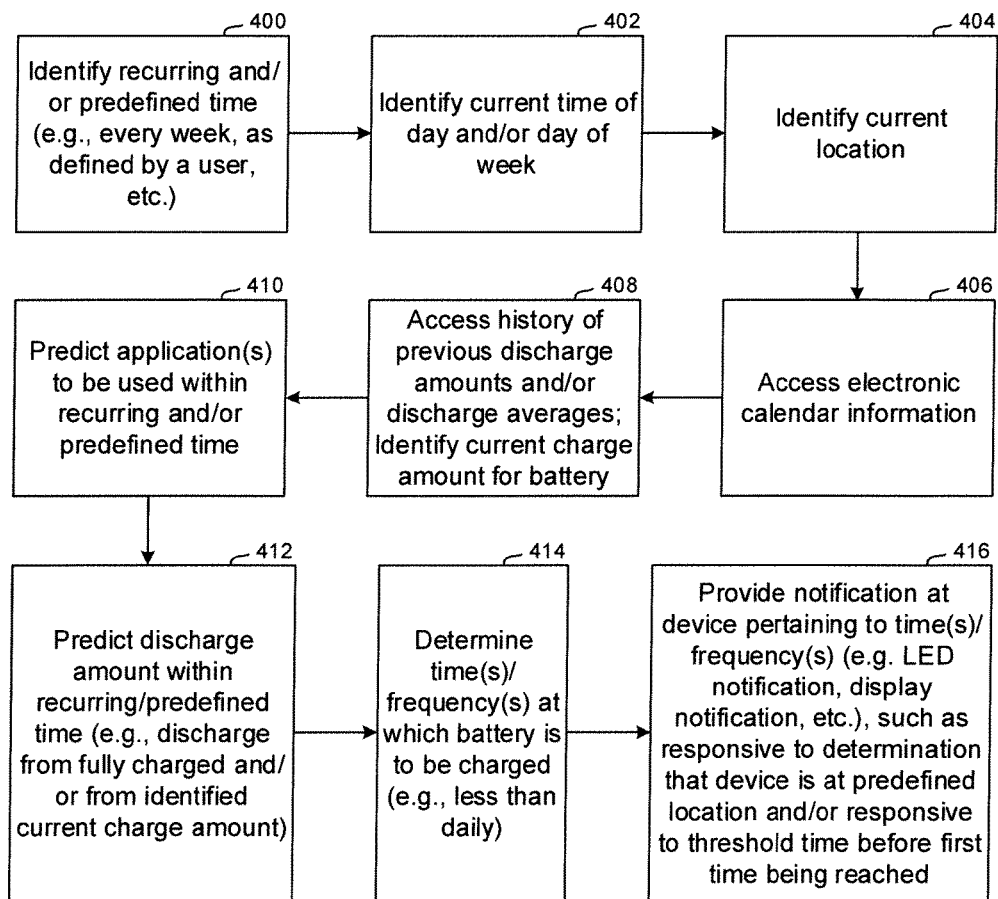 400
Identify recurring and/
or predefined time
(e.g., every week, as
defined by a user,
etc.)
402
Identify current time of
day and/or day of
week
404
Identify current
location
406
Access electronic
calendar information
408
Access history of
previous discharge
amounts and/or
discharge averages;
Identify current charge
amount for battery
410
Predict application(s)
to be used within
recurring and/or
predefined time
412
Predict discharge
amount within
recurring/predefined
time (e.g., discharge
from fully charged and/
or from identified
current charge amount)
414
Determine
time(s)/
frequency(s) at
which battery is
to be charged
(e.g., less than
daily)
416
Provide notification at
device pertaining to time(s)/
frequency(s) (e.g. LED
notification, display
notification, etc.), such as
responsive to determination
that device is at predefined
location and/or responsive
to threshold time before first
time being reached